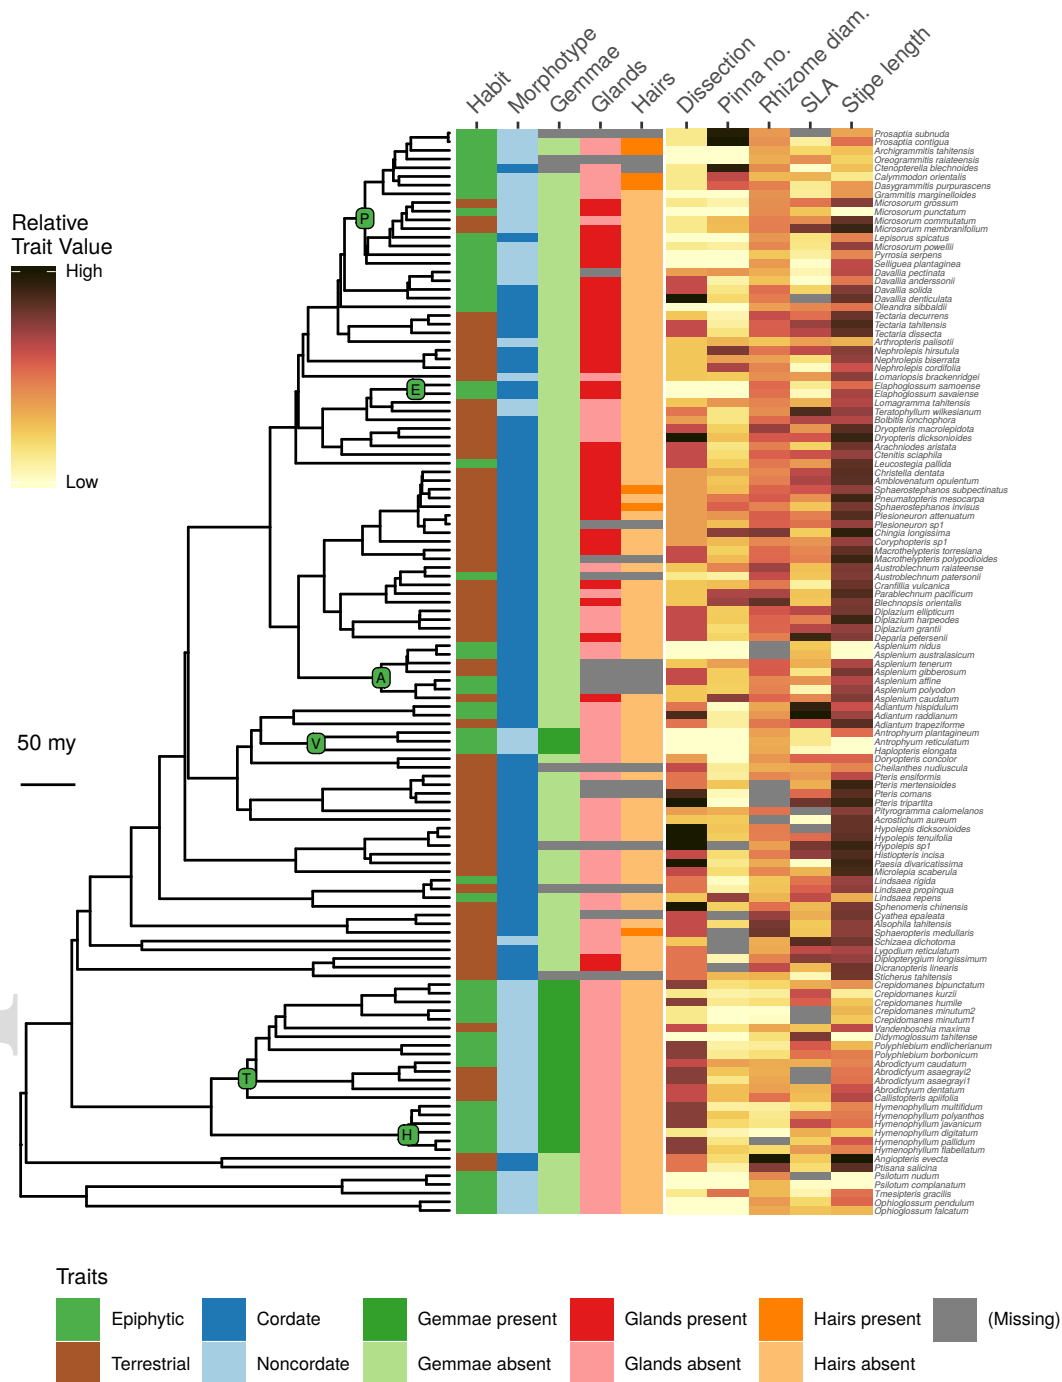 Habit
Morphotype
Gemmae
Glands
Hairs
Dissection
Pinna no.
Rhizome diam.
SLA
Stipe length
Relative
Trait Value
High
Low
50 my
P
E
A
V
T
H
Prosaptia subnuda
Prosaptia contigua
Archigrammitis tahitensis
Oreogrammitis raiateensis
Ctenopterella blechnoides
Calymmodon orientalis
Dasygrammitis purpurascens
Grammitis marginelloides
Microsorum grossum
Microsorum punctatum
Microsorum commutatum
Microsorum membranifolium
Lepisorus spicatus
Microsorum powellii
Pyrrosia serpens
Selliguea plantaginea
Davallia pectinata
Davallia anderssonii
Davallia solida
Davallia denticulata
Oleandra sibbaldii
Tectaria decurrens
Tectaria tahitensis
Tectaria dissecta
Arthropteris palisotii
Nephrolepis hirsutula
Nephrolepis biserrata
Nephrolepis cordifolia
Lomariopsis brackenridgei
Elaphoglossum samoense
Elaphoglossum savaiense
Lomagramma tahitensis
Teratophyllum wilkesianum
Bolbitis lonchophora
Dryopteris macrolepidota
Dryopteris dicksonioides
Arachniodes aristata
Ctenitis sciaphila
Leucostegia pallida
Christella dentata
Amblovenatum opulentum
Sphaerostephanos subpectinatus
Pneumatopteris mesocarpa
Sphaerostephanos invisus
Plesioneuron attenuatum
Plesioneuron sp1
Chingia longissima
Coryphopteris sp1
Macrothelypteris torresiana
Macrothelypteris polypodioides
Austroblechnum raiateense
Austroblechnum patersonii
Cranfillia vulcanica
Parablechnum pacificum
Blechnopsis orientalis
Diplazium ellipticum
Diplazium harpeodes
Diplazium grantii
Deparia petersenii
Asplenium nidus
Asplenium australasicum
Asplenium tenerum
Asplenium gibberosum
Asplenium affine
Asplenium polyodon
Asplenium caudatum
Adiantum hispidulum
Adiantum raddianum
Adiantum trapeziforme
Antrophyum plantagineum
Antrophyum reticulatum
Haplopteris elongata
Doryopteris concolor
Cheilanthes nudiuscula
Pteris ensiformis
Pteris mertensioides
Pteris comans
Pteris tripartita
Pityrogramma calomelanos
Acrostichum aureum
Hypolepis dicksonioides
Hypolepis tenuifolia
Hypolepis sp1
Histiopteris incisa
Paesia divaricatissima
Microlepia scaberula
Lindsaea rigida
Lindsaea propinqua
Lindsaea repens
Sphenomeris chinensis
Cyathea epaleata
Alsophila tahitensis
Sphaeropteris medullaris
Schizaea dichotoma
Lygodium reticulatum
Diplopterygium longissimum
Dicranopteris linearis
Sticherus tahitensis
Crepidomanes bipunctatum
Crepidomanes kurzii
Crepidomanes humile
Crepidomanes minutum2
Crepidomanes minutum1
Vandenboschia maxima
Didymoglossum tahitense
Polyphlebium endlicherianum
Polyphlebium borbonicum
Abrodictyum caudatum
Abrodictyum asaegrayi2
Abrodictyum asaegrayi1
Abrodictyum dentatum
Callistopteris apiifolia
Hymenophyllum multifidum
Hymenophyllum polyanthos
Hymenophyllum javanicum
Hymenophyllum digitatum
Hymenophyllum pallidum
Hymenophyllum flabellatum
Angiopteris evecta
Ptisana salicina
Psilotum nudum
Psilotum complanatum
Tmesipteris gracilis
Ophioglossum pendulum
Ophioglossum falcatum
Traits
Epiphytic
Cordate
Gemmae present
Glands present
Hairs present
(Missing)
Terrestrial
Noncordate
Gemmae absent
Glands absent
Hairs absent